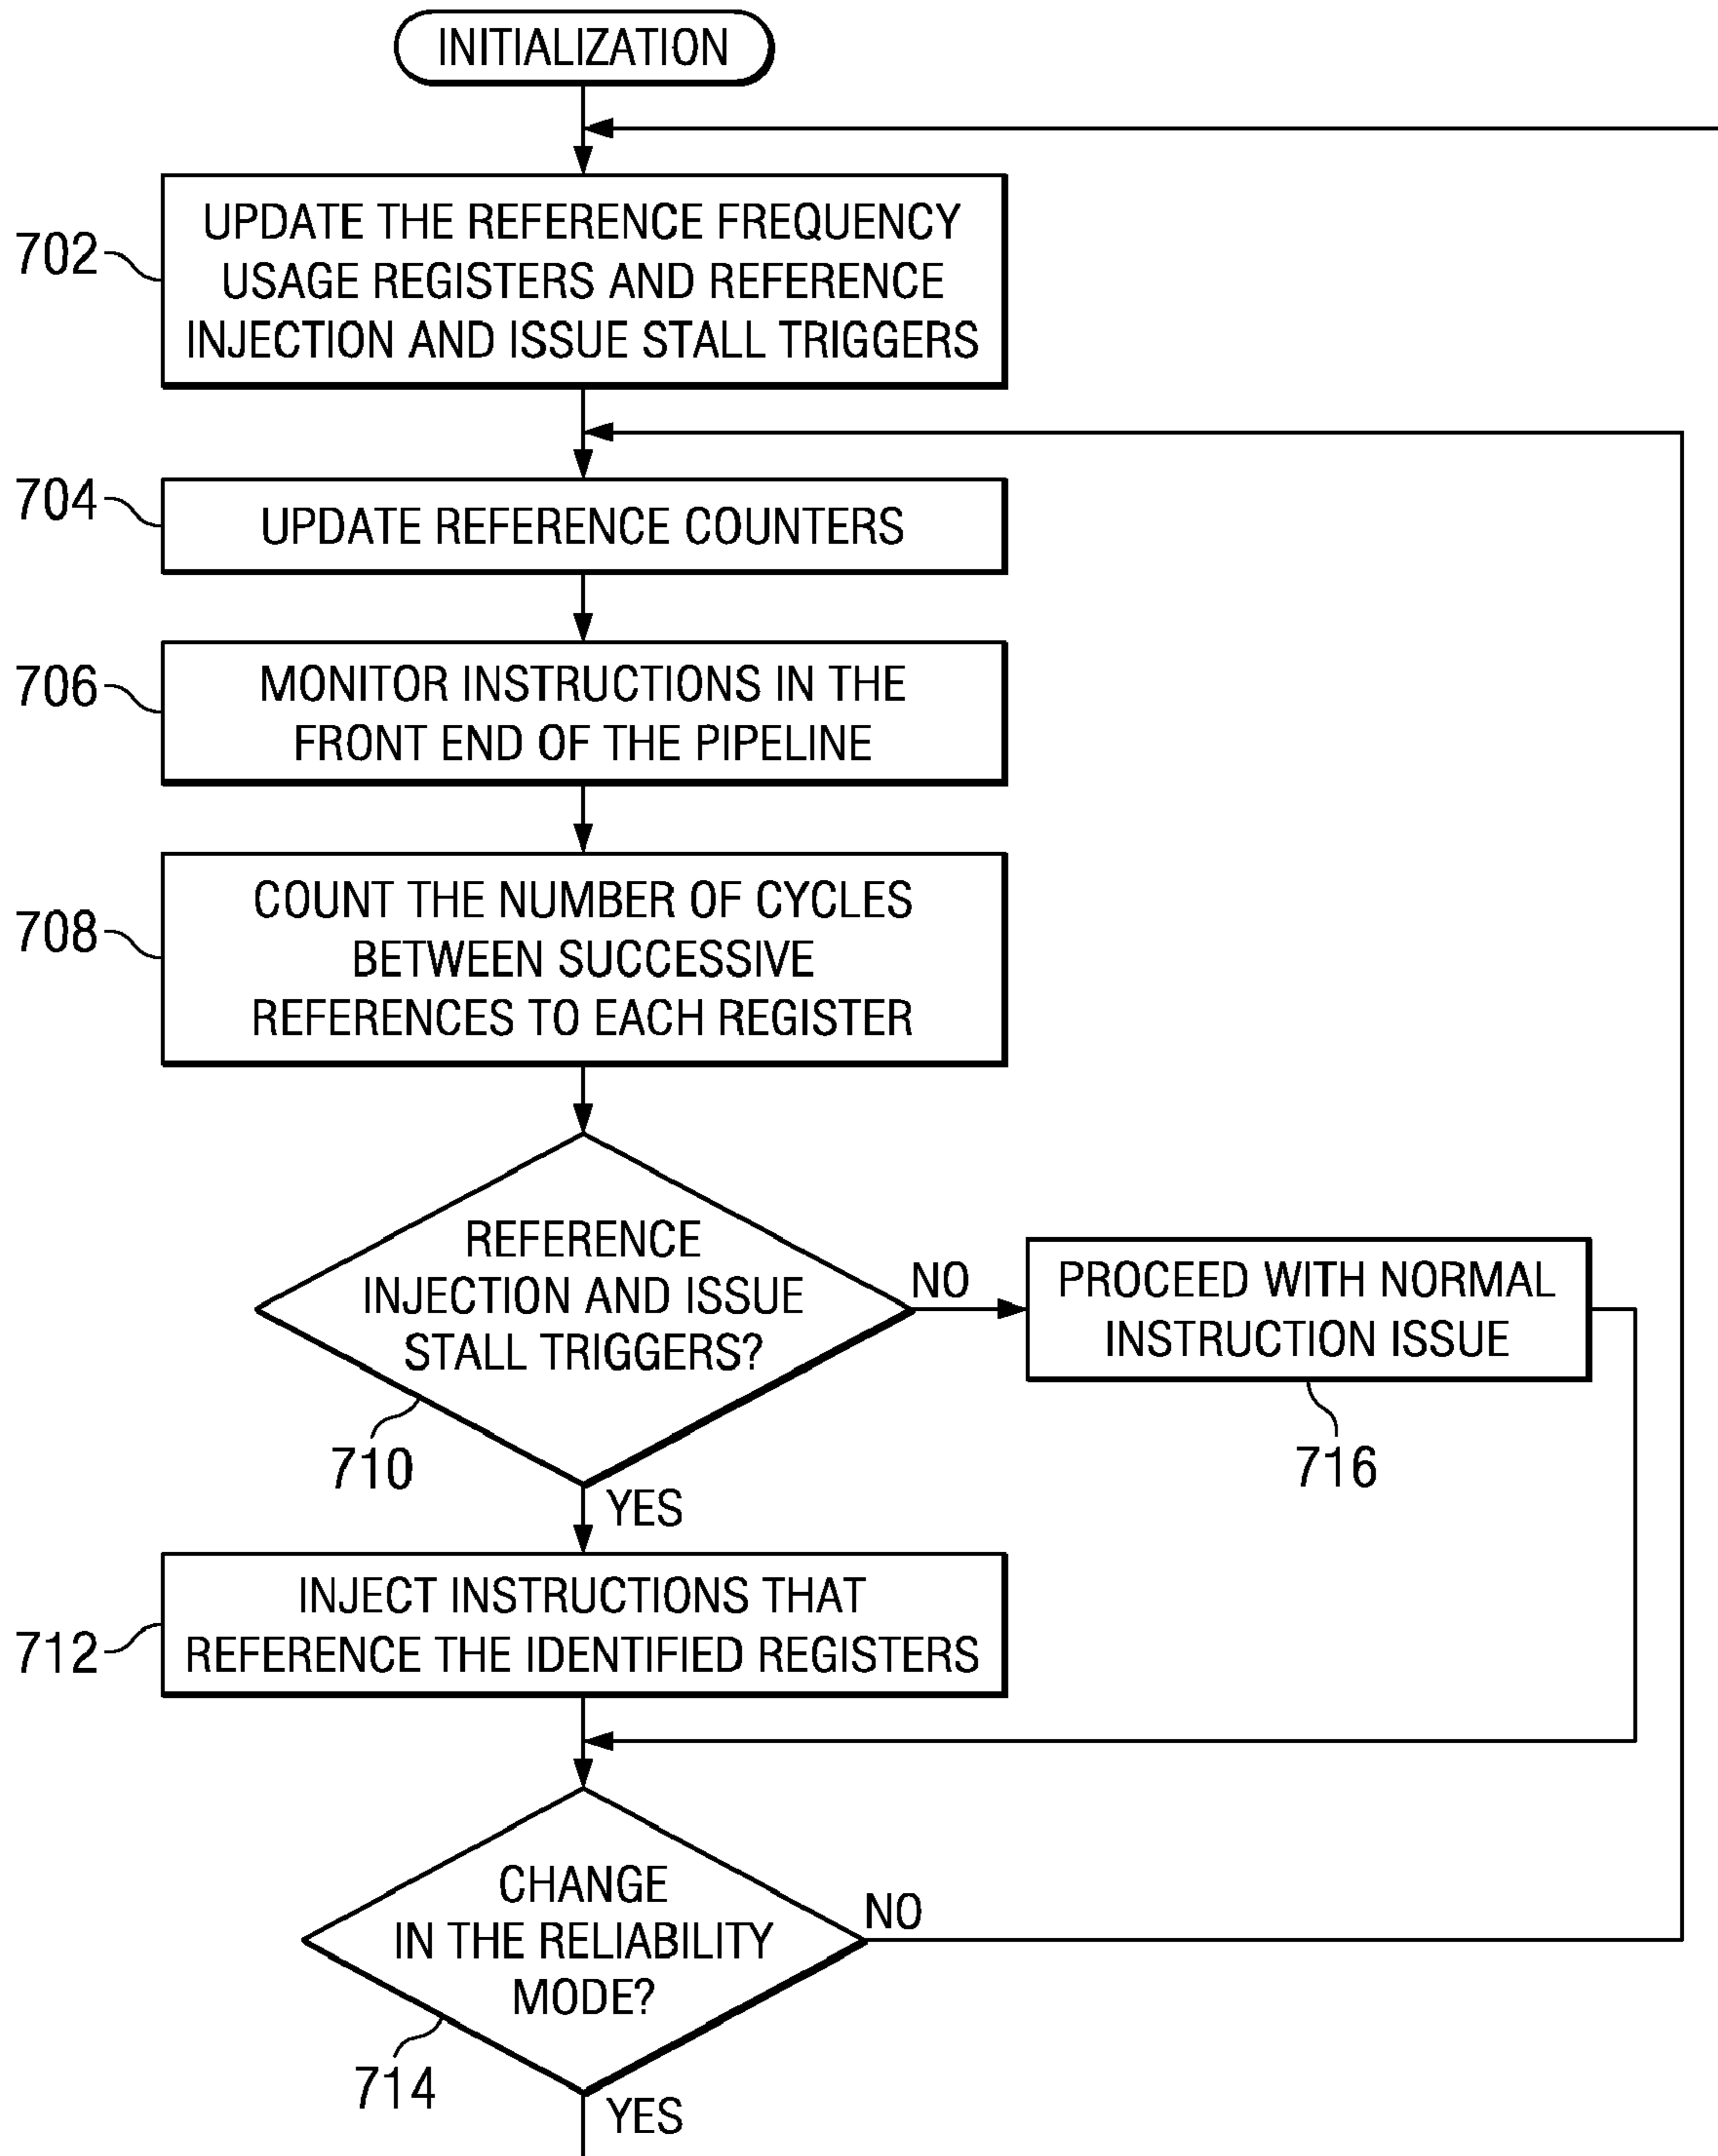 INITIALIZATION
702
UPDATE THE REFERENCE FREQUENCY
USAGE REGISTERS AND REFERENCE
INJECTION AND ISSUE STALL TRIGGERS
704
UPDATE REFERENCE COUNTERS
706
MONITOR INSTRUCTIONS IN THE
FRONT END OF THE PIPELINE
708
COUNT THE NUMBER OF CYCLES
BETWEEN SUCCESSIVE
REFERENCES TO EACH REGISTER
REFERENCE
INJECTION AND ISSUE
STALL TRIGGERS?
710
NO
PROCEED WITH NORMAL
INSTRUCTION ISSUE
716
YES
712
INJECT INSTRUCTIONS THAT
REFERENCE THE IDENTIFIED REGISTERS
CHANGE
IN THE RELIABILITY
MODE?
714
NO
YES